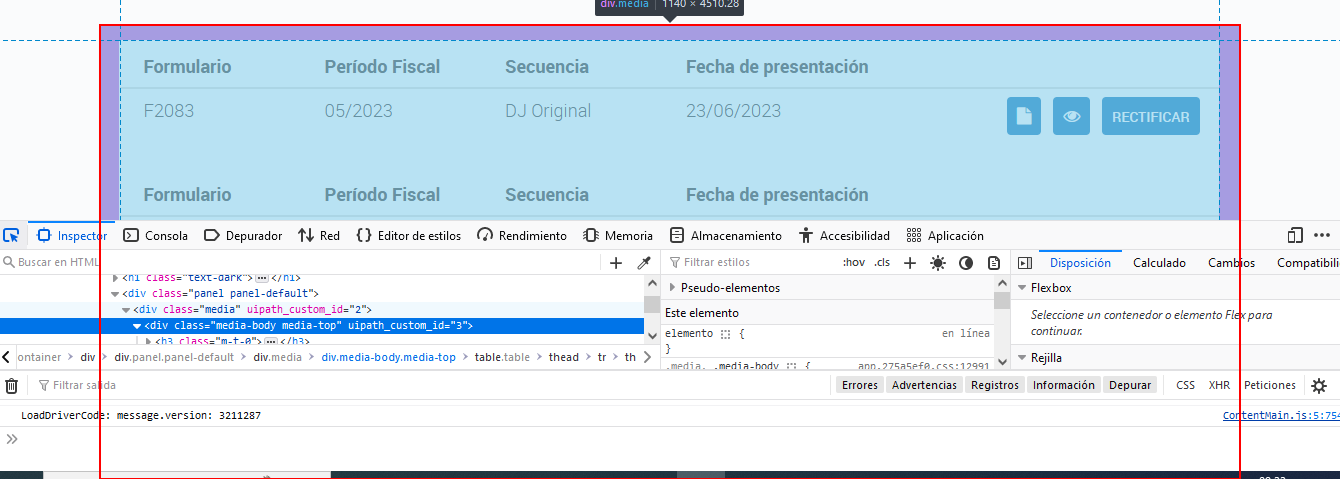 div.media | 1140 × 4510.28
Formulario Período Fiscal Secuencia Fecha de presentación
F2083 05/2023 DJ Original 23/06/2023 RECTIFICAR
Formulario Período Fiscal Secuencia Fecha de presentación
Inspector Consola Depurador Red Editor de estilos Rendimiento Memoria Almacenamiento Accesibilidad Aplicación
Buscar en HTML Filtrar estilos :hov .cls Disposición Calculado Cambios Compatibili
<h1 class="text-dark"> ⋯ </h1>
<div class="panel panel-default">
<div class="media" uipath_custom_id="2">
<div class="media-body media-top" uipath_custom_id="3">
<h3 class="m-t-0"> ⋯ </h3>
Pseudo-elementos
Este elemento
elemento { en línea
}
.media, .media-body { app.275a5ef0.css:12991
Flexbox
Seleccione un contenedor o elemento Flex para
continuar.
Rejilla
ontainer > div > div.panel.panel-default > div.media > div.media-body.media-top > table.table > thead > tr > th
Filtrar salida Errores Advertencias Registros Información Depurar CSS XHR Peticiones
LoadDriverCode: message.version: 3211287 ContentMain.js:5:754